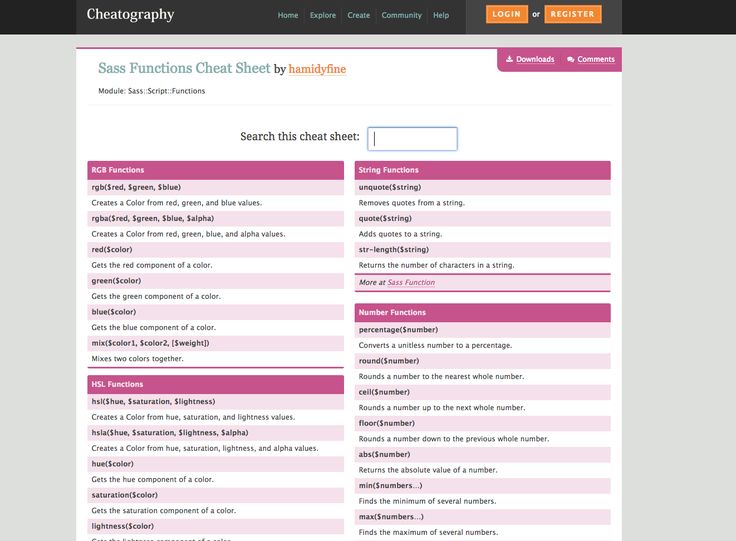 Cheatography
Home Explore Create Community Help
LOGIN or REGISTER
Downloads Comments
Sass Functions Cheat Sheet by hamidyfine
Module: Sass::Script::Functions
Search this cheat sheet:
RGB Functions
rgb($red, $green, $blue)
Creates a Color from red, green, and blue values.
rgba($red, $green, $blue, $alpha)
Creates a Color from red, green, blue, and alpha values.
red($color)
Gets the red component of a color.
green($color)
Gets the green component of a color.
blue($color)
Gets the blue component of a color.
mix($color1, $color2, [$weight])
Mixes two colors together.
HSL Functions
hsl($hue, $saturation, $lightness)
Creates a Color from hue, saturation, and lightness values.
hsla($hue, $saturation, $lightness, $alpha)
Creates a Color from hue, saturation, lightness, and alpha values.
hue($color)
Gets the hue component of a color.
saturation($color)
Gets the saturation component of a color.
lightness($color)
Gets the lightness component of a color.
String Functions
unquote($string)
Removes quotes from a string.
quote($string)
Adds quotes to a string.
str-length($string)
Returns the number of characters in a string.
More at Sass Function
Number Functions
percentage($number)
Converts a unitless number to a percentage.
round($number)
Rounds a number to the nearest whole number.
ceil($number)
Rounds a number up to the next whole number.
floor($number)
Rounds a number down to the previous whole number.
abs($number)
Returns the absolute value of a number.
min($numbers…)
Finds the minimum of several numbers.
max($numbers…)
Finds the maximum of several numbers.